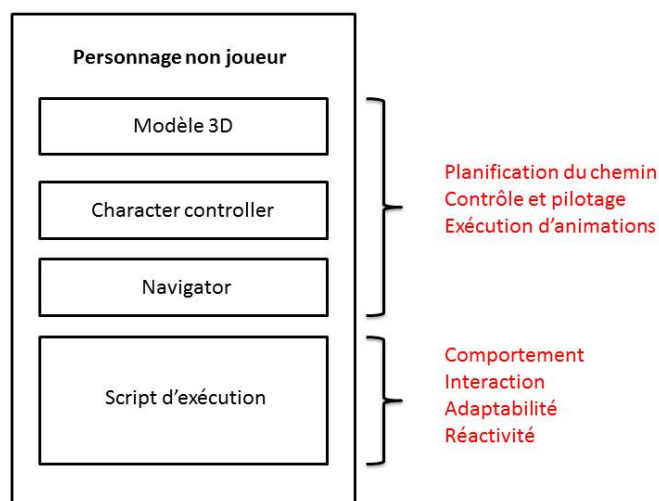 Personnage non joueur
Modèle 3D
Character controller
Navigator
Script d'exécution
Planification du chemin
Contrôle et pilotage
Exécution d'animations
Comportement
Interaction
Adaptabilité
Réactivité